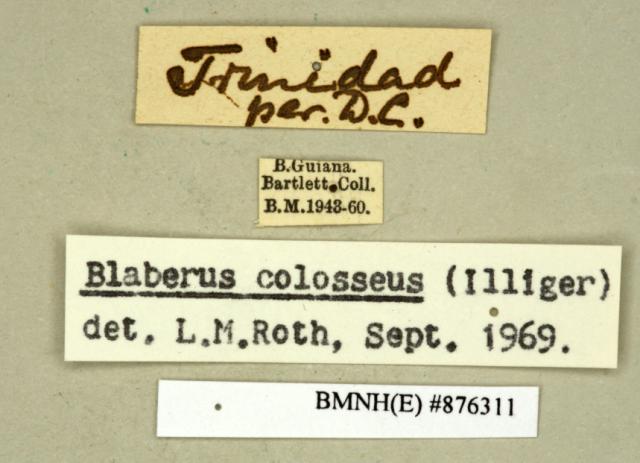 Trinidad
per. D.C.
B.Guiana.
Bartlett.Coll.
B.M.1943-60.
Blaberus colosseus (Illiger)
det. L.M.Roth, Sept. 1969.
BMNH(E) #876311